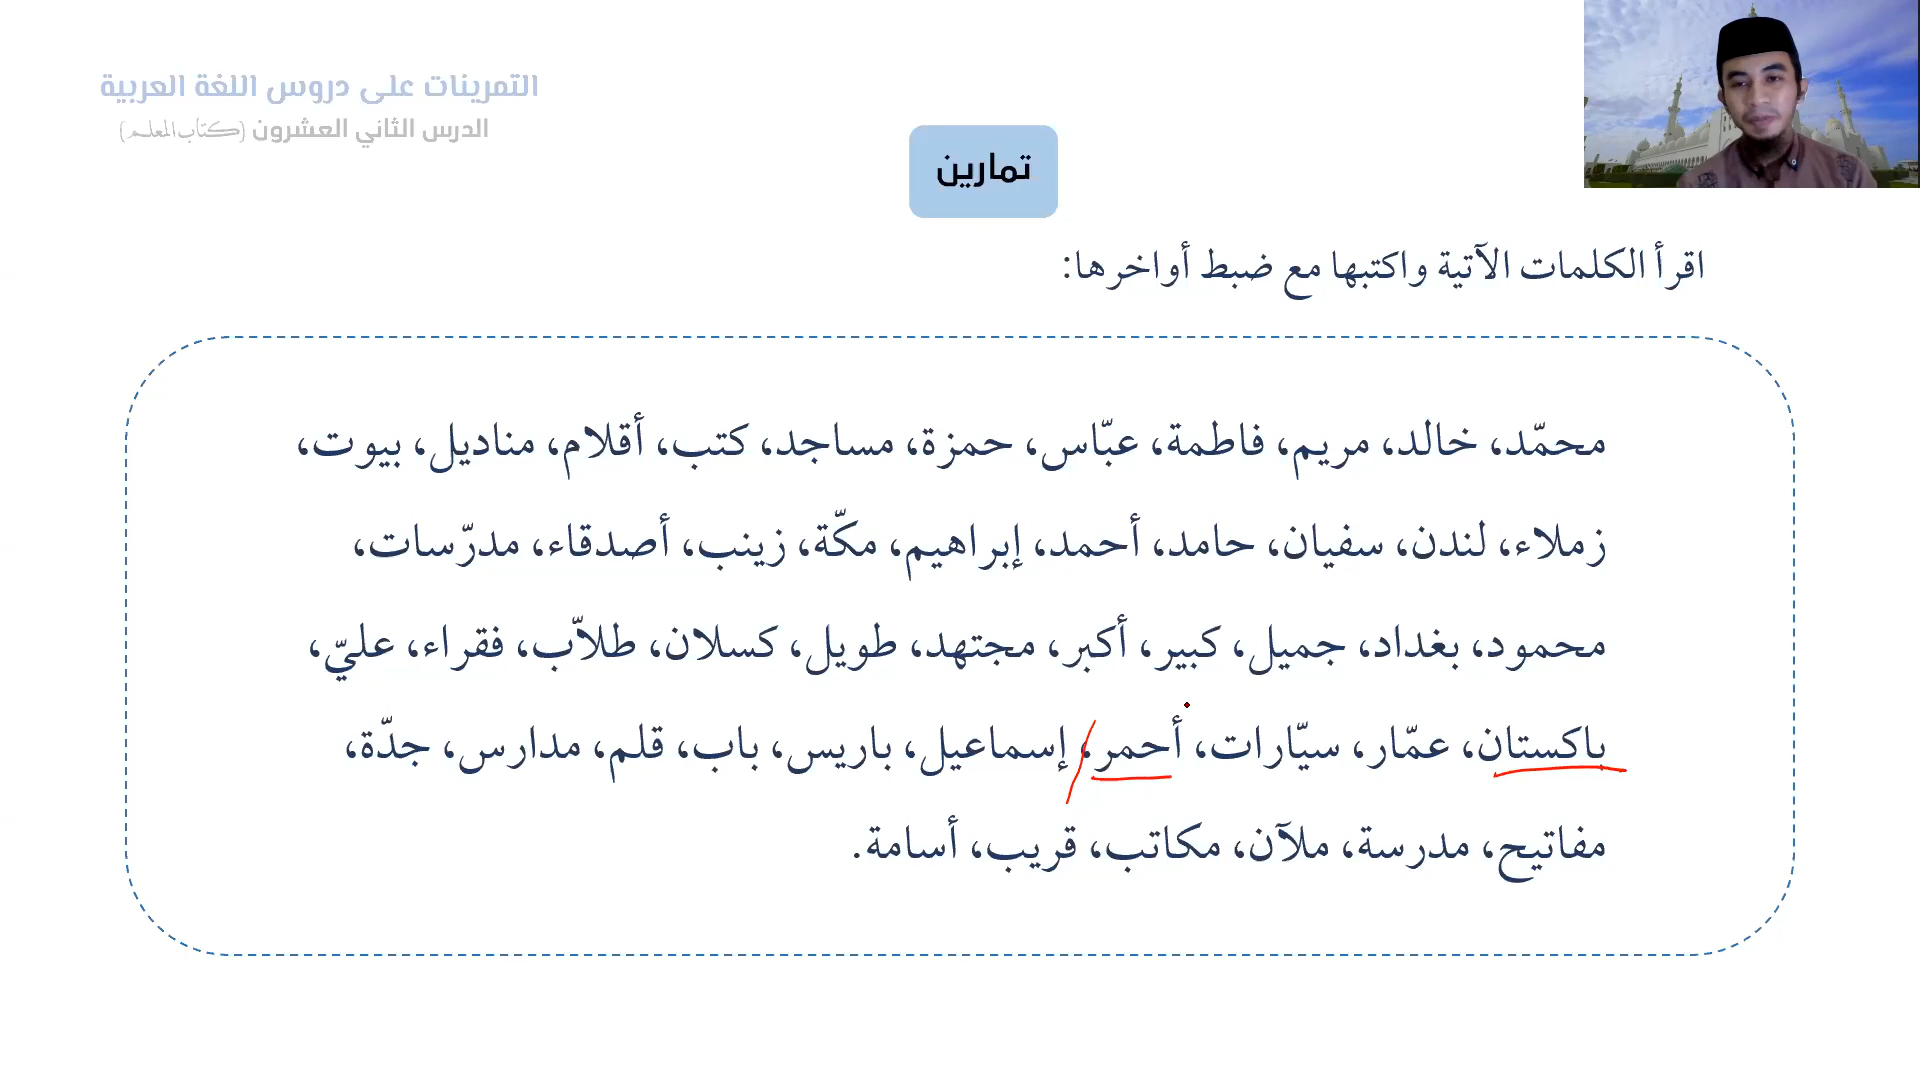 التمرينات على دروس اللغة العربية
الدرس الثاني العشرون (كتاب المعلم)
تمارين
اقرأ الكلمات الآتية واكتبها مع ضبط أواخرها:
محمّد، خالد، مريم، فاطمة، عبّاس، حمزة، مساجد، كتب، أقلام، مناديل، بيوت،
زملاء، لندن، سفيان، حامد، أحمد، إبراهيم، مكّة، زينب، أصدقاء، مدرّسات،
محمود، بغداد، جميل، كبير، أكبر، مجتهد، طويل، كسلان، طلاّب، فقراء، عليّ،
باكستان، عمّار، سيّارات، أحمر، إسماعيل، باريس، باب، قلم، مدارس، جدّة،
مفاتيح، مدرسة، ملآن، مكاتب، قريب، أسامة.